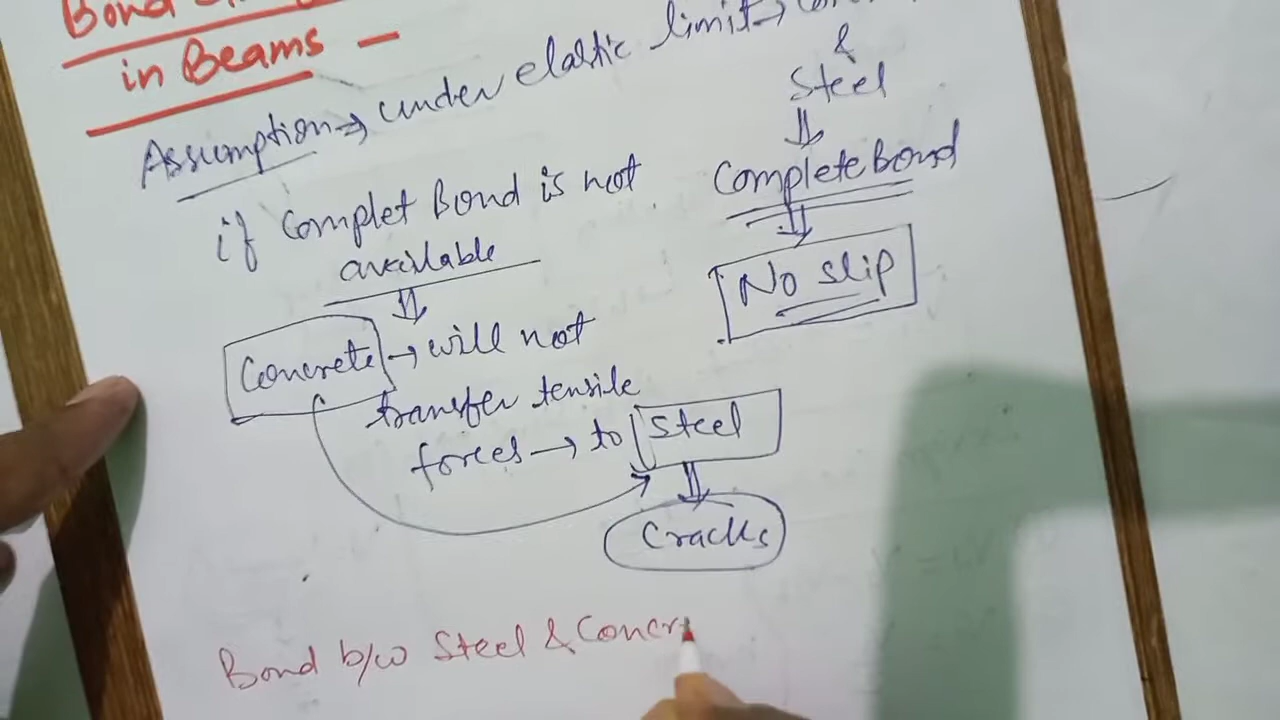 Bond
in Beams -
Assumption → under elastic limit →
&
Steel
⇓
Complete Bond
⇓
No slip
if Complet Bond is not
available
⇓
Concrete → will not
transfer tensile
forces → to Steel
⇓
Cracks
Bond b/w Steel & Concr